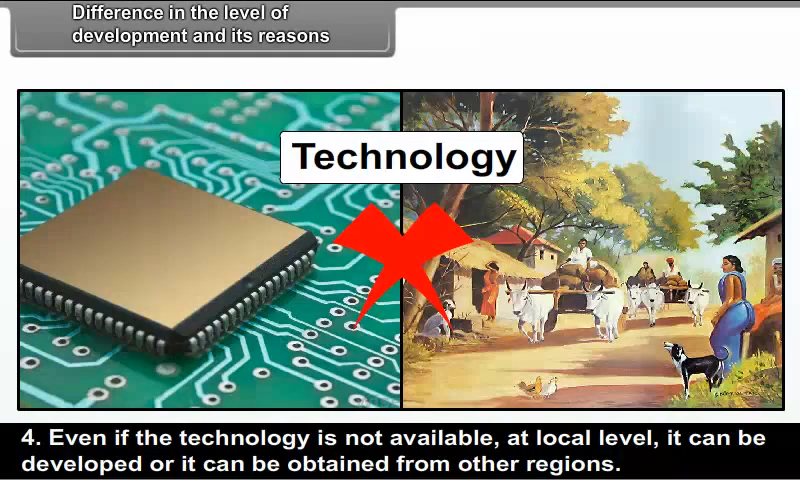 Difference in the level of
development and its reasons
Technology
4. Even if the technology is not available, at local level, it can be
developed or it can be obtained from other regions.